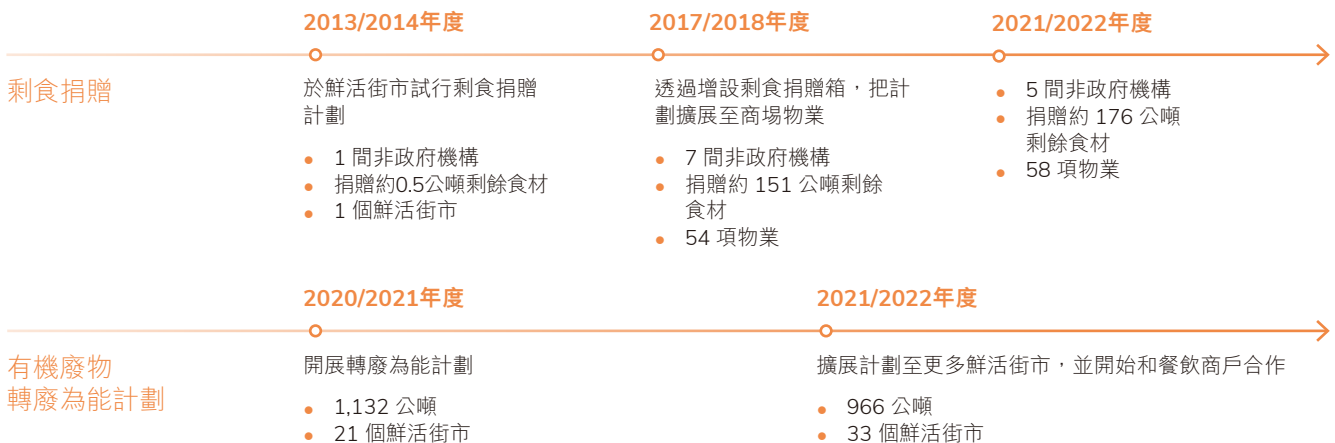 2013/2014年度
2017/2018年度
2021/2022年度
剩食捐贈
於鮮活街市試行剩食捐贈
計劃
• 1 間非政府機構
• 捐贈約0.5公噸剩餘食材
• 1 個鮮活街市
透過增設剩食捐贈箱，把計
劃擴展至商場物業
• 7 間非政府機構
• 捐贈約 151 公噸剩餘
食材
• 54 項物業
• 5 間非政府機構
• 捐贈約 176 公噸
剩餘食材
• 58 項物業
2020/2021年度
2021/2022年度
有機廢物
轉廢為能計劃
開展轉廢為能計劃
• 1,132 公噸
• 21 個鮮活街市
擴展計劃至更多鮮活街市，並開始和餐飲商戶合作
• 966 公噸
• 33 個鮮活街市